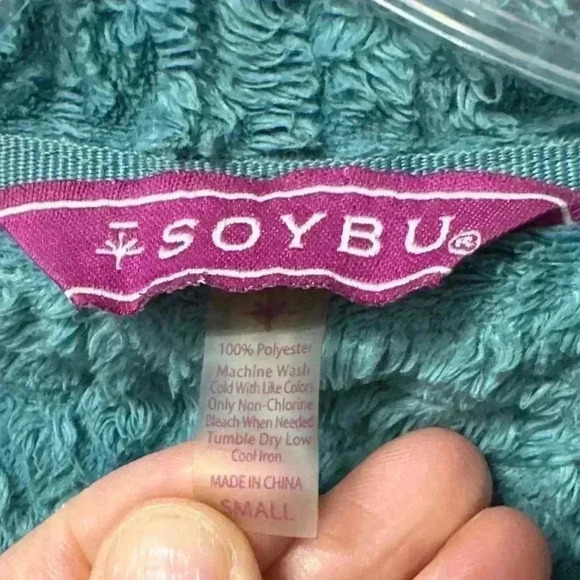 SOYBU®
100% Polyester
Machine Wash
Cold With Like Colors
Only Non-Chlorine
Bleach When Needed
Tumble Dry Low
Cool Iron
MADE IN CHINA
SMALL